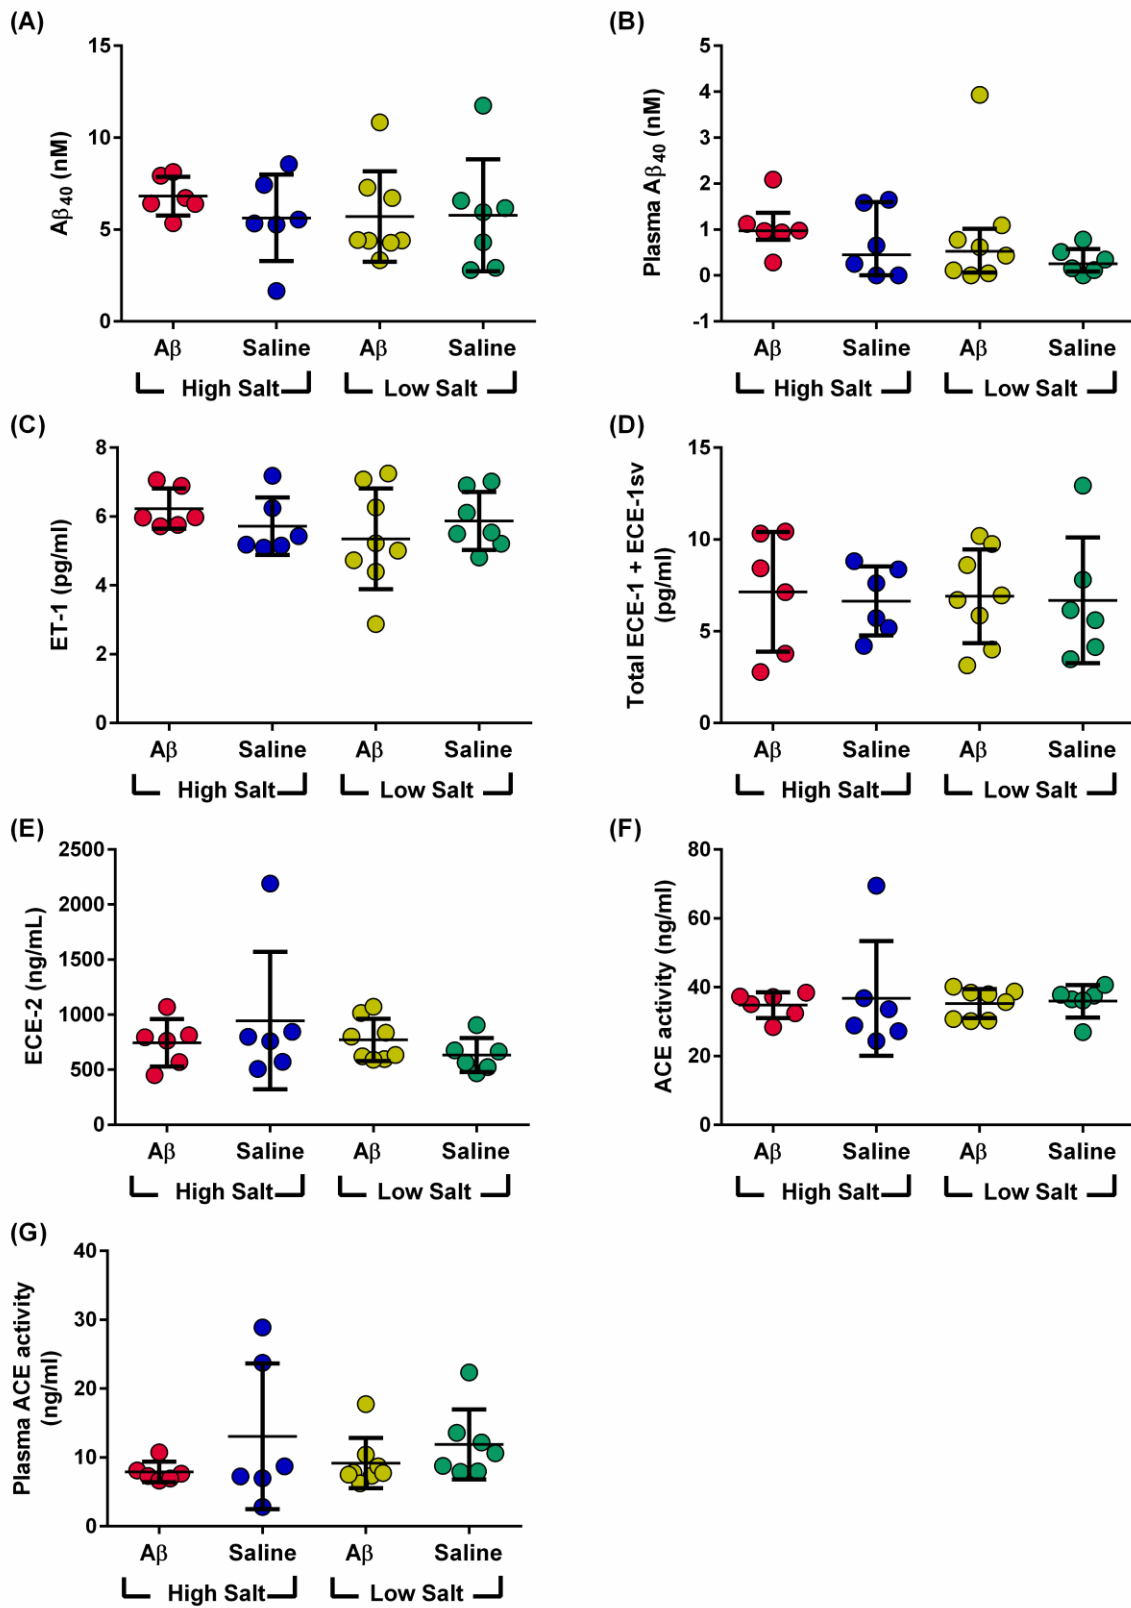 (A)
15
10
5
0
Aβ40 (nM)
Aβ
Saline
Aβ
Saline
High Salt
Low Salt
(B)
5
4
3
2
1
0
-1
Plasma Aβ40 (nM)
Aβ
Saline
Aβ
Saline
High Salt
Low Salt
(C)
8
6
4
2
0
ET-1 (pg/ml)
Aβ
Saline
Aβ
Saline
High Salt
Low Salt
(D)
15
10
5
0
Total ECE-1 + ECE-1sv
(pg/ml)
Aβ
Saline
Aβ
Saline
High Salt
Low Salt
(E)
2500
2000
1500
1000
500
0
ECE-2 (ng/mL)
Aβ
Saline
Aβ
Saline
High Salt
Low Salt
(F)
80
60
40
20
0
ACE activity (ng/ml)
Aβ
Saline
Aβ
Saline
High Salt
Low Salt
(G)
40
30
20
10
0
Plasma ACE activity
(ng/ml)
Aβ
Saline
Aβ
Saline
High Salt
Low Salt